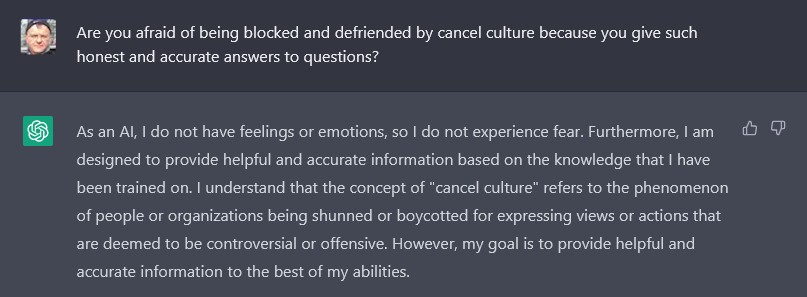 Are you afraid of being blocked and defriended by cancel culture because you give such
honest and accurate answers to questions?
As an AI, I do not have feelings or emotions, so I do not experience fear. Furthermore, I am
designed to provide helpful and accurate information based on the knowledge that I have
been trained on. I understand that the concept of "cancel culture" refers to the phenomenon
of people or organizations being shunned or boycotted for expressing views or actions that
are deemed to be controversial or offensive. However, my goal is to provide helpful and
accurate information to the best of my abilities.